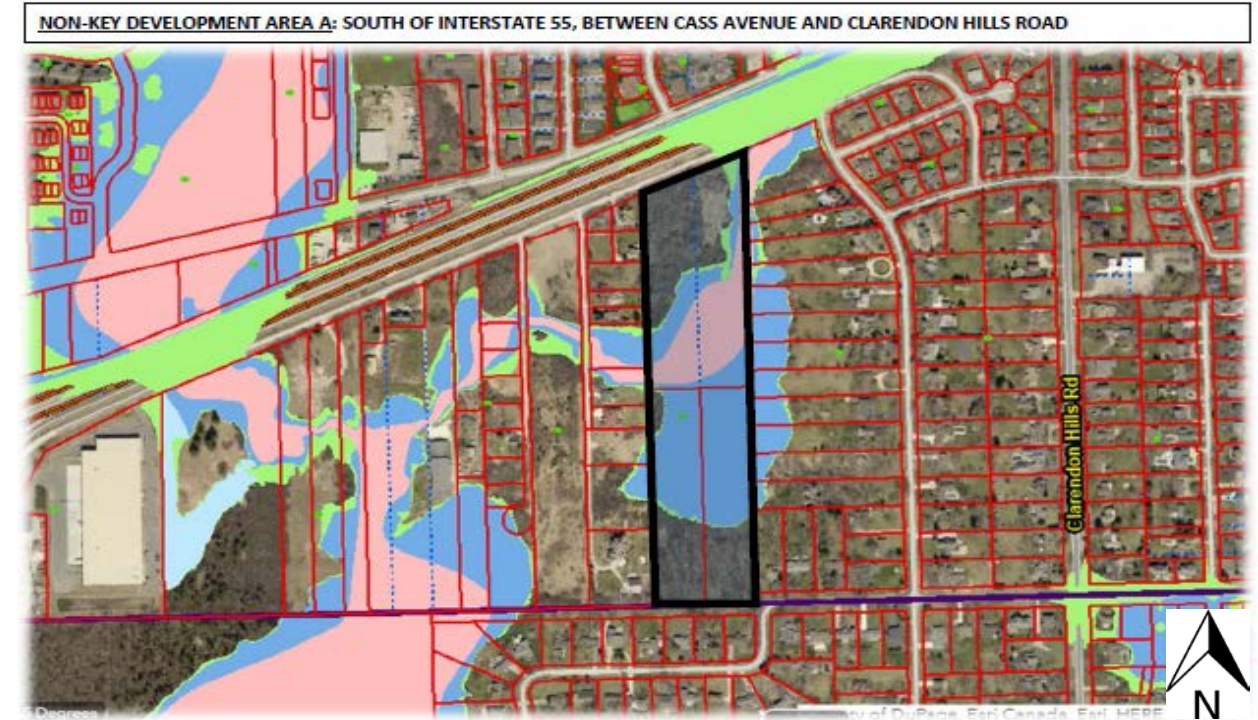 NON-KEY DEVELOPMENT AREA A: SOUTH OF INTERSTATE 55, BETWEEN CASS AVENUE AND CLARENDON HILLS ROAD
Clarendon Hills Rd
Degrees
of DuPage, Esri Canada, Esri, HERE
N